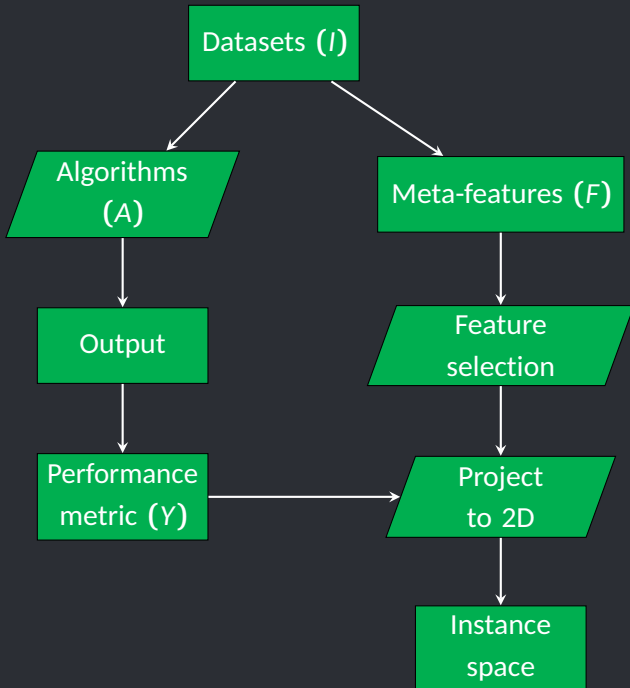 Datasets (I)
Algorithms
(A)
Meta-features (F)
Output
Feature
selection
Performance
metric (Y)
Project
to 2D
Instance
space